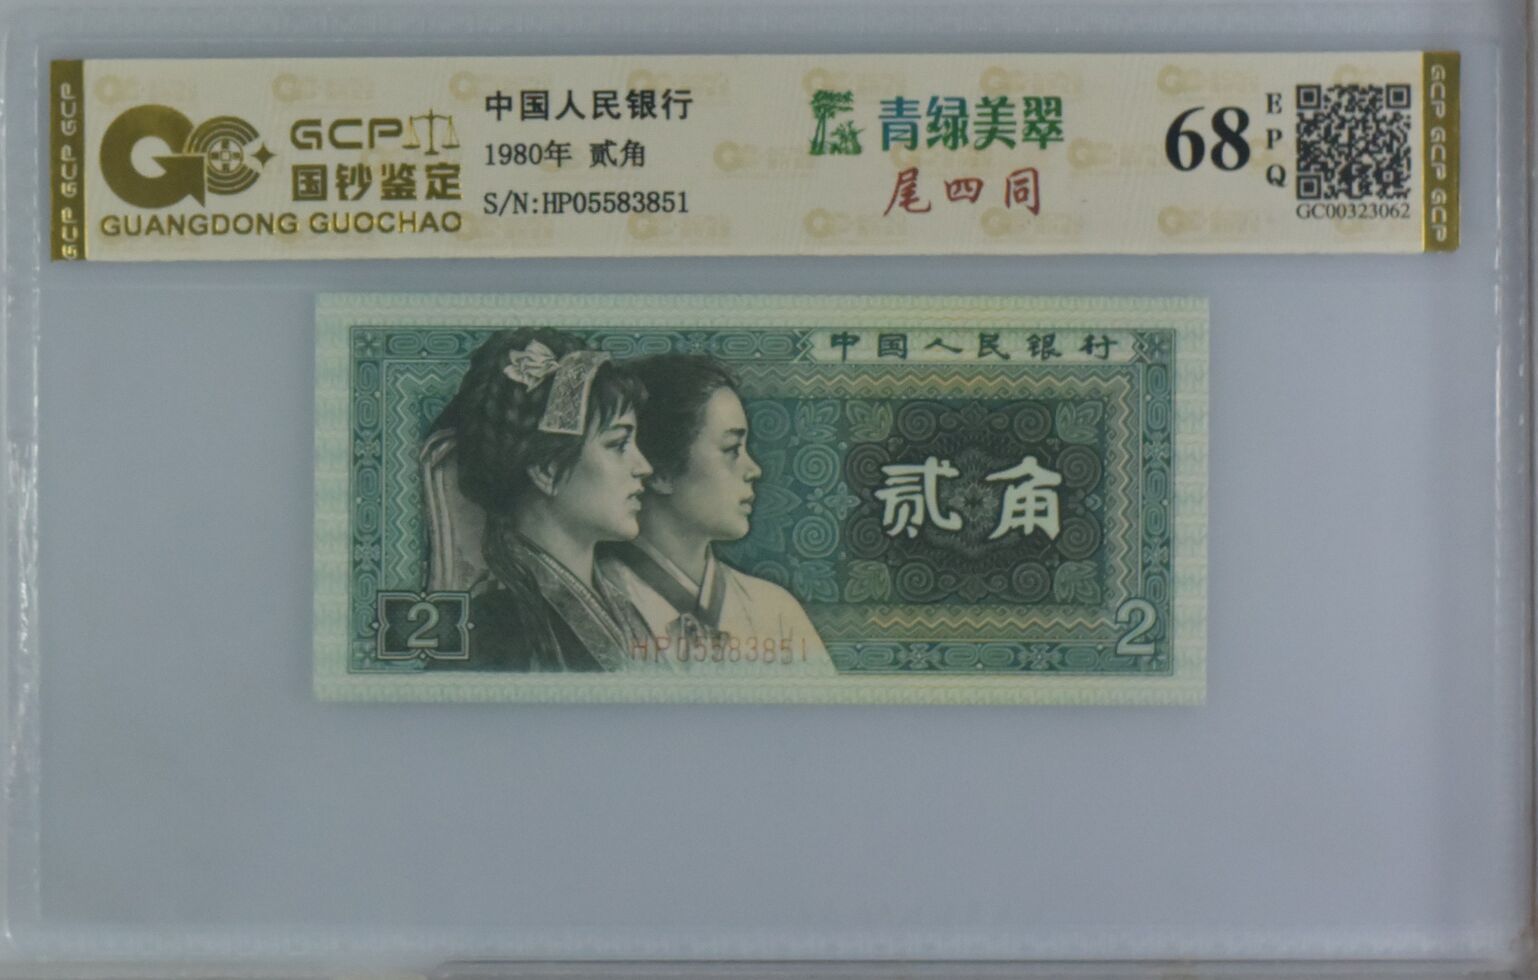 GCP
国钞鉴定
GUANGDONG GUOCHAO
中国人民银行
1980年 贰角
S/N:HP05583851
青绿美翠
尾四同
68
EPQ
GC00323062
GCP GCP GCP
GCP GCP GCP
中国人民银行
贰角
2
2
HP05583851